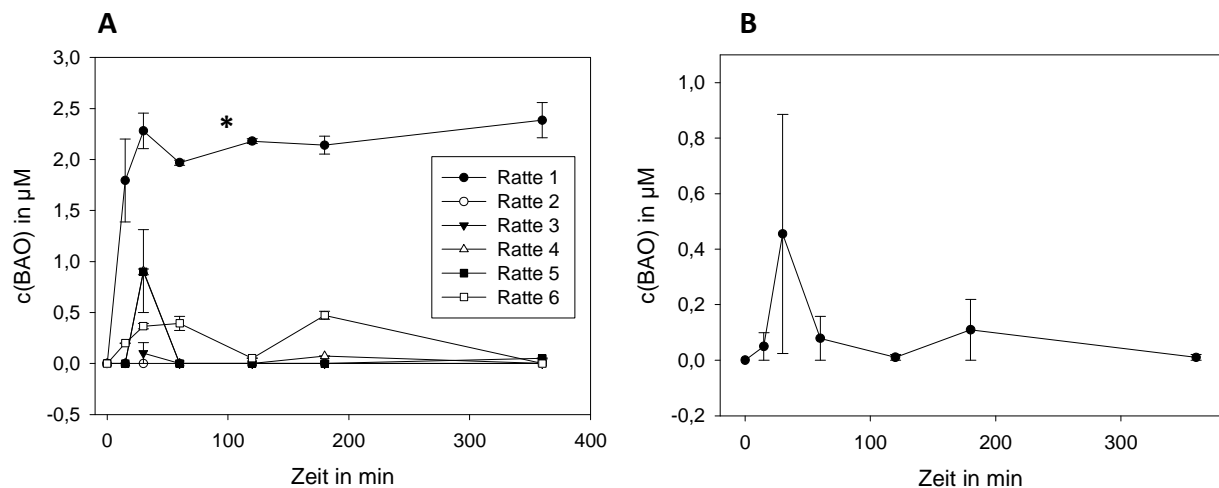 A
c(BAO) in µM
3,0
2,5
2,0
1,5
1,0
0,5
0,0
-0,5
*
Ratte 1
Ratte 2
Ratte 3
Ratte 4
Ratte 5
Ratte 6
0 100 200 300 400
Zeit in min
B
c(BAO) in µM
1,0
0,8
0,6
0,4
0,2
0,0
-0,2
0 100 200 300
Zeit in min